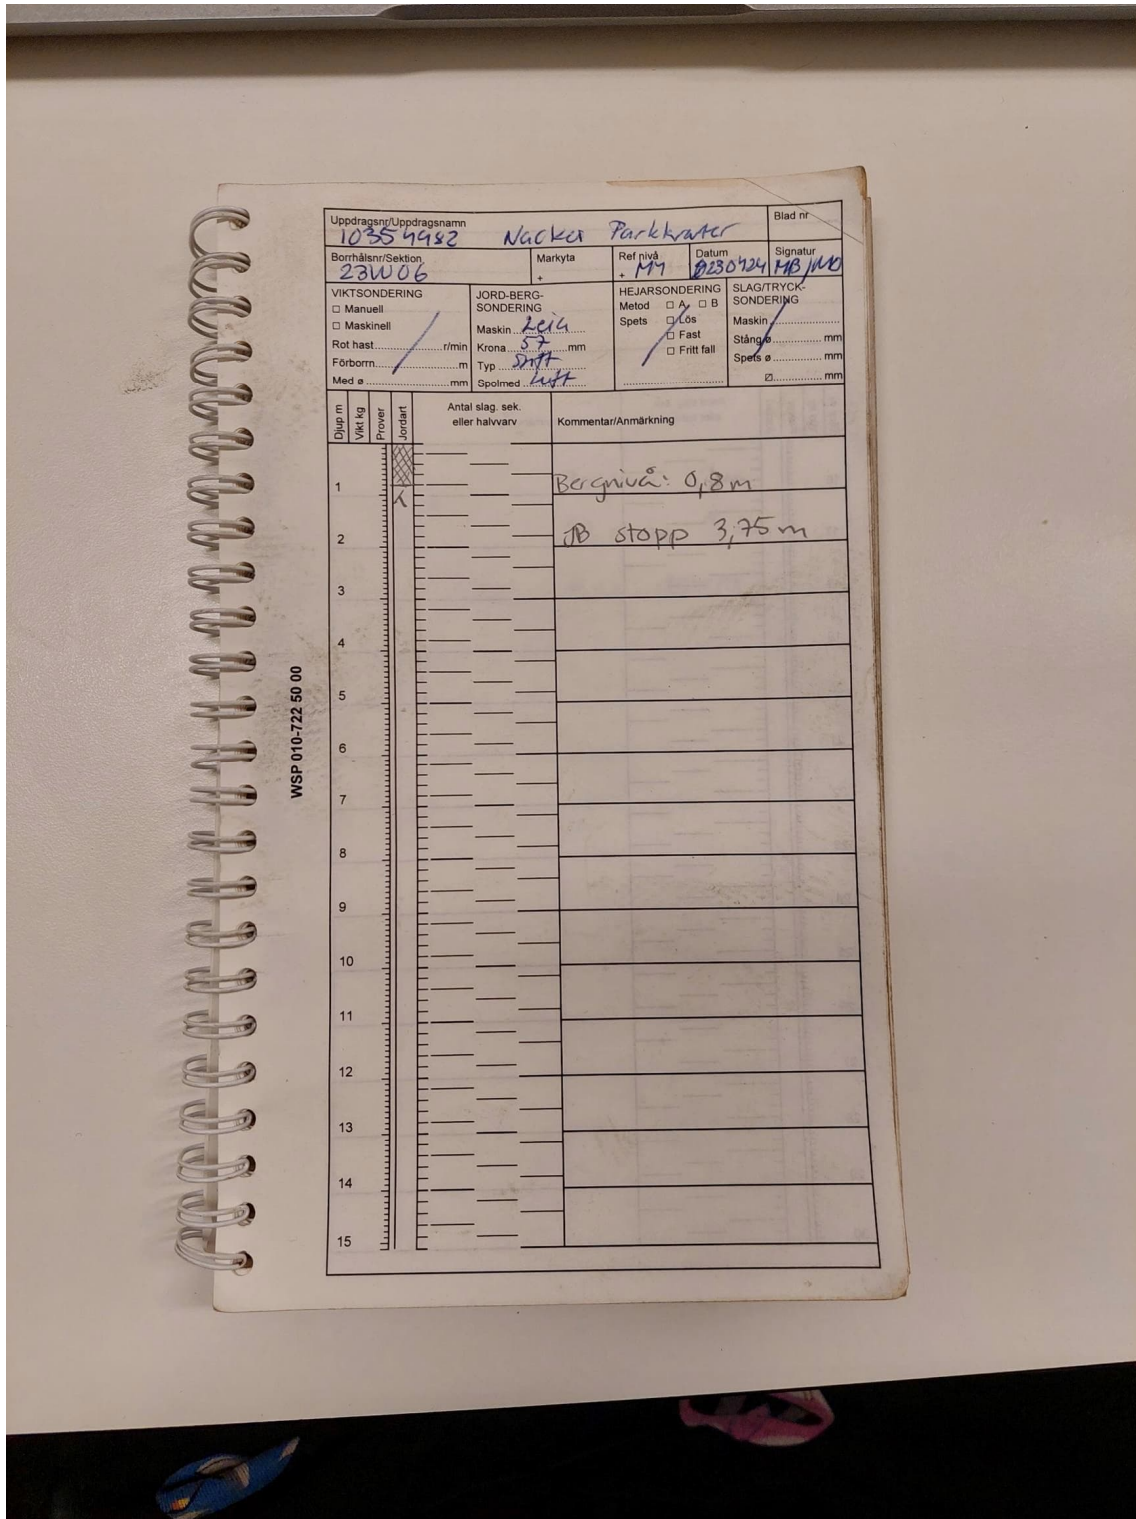 Uppdragsnr/Uppdragsnamn
Blad nr
10354982 Nacka Parkkvarter
Borrhålsnr/Sektion
Markyta
Ref nivå
Datum
Signatur
23W06
+
+ My
230424
MB/MO
VIKTSONDERING
□ Manuell
□ Maskinell
Rot hast. r/min
Förborrn. m
Med ø mm
JORD-BERG-
SONDERING
Maskin
Krona 57 mm
Typ Stift
Spolmed Luft
HEJARSONDERING
Metod □ A □ B
Spets □ Lös
□ Fast
□ Fritt fall
SLAG/TRYCK-
SONDERING
Maskin
Stång ø mm
Spets ø mm
mm
Djup m
Vikt kg
Prover
Jordart
Antal slag. sek.
eller halvvarv
Kommentar/Anmärkning
Bergnivå: 0,8m
1
JB stopp 3,75m
2
3
4
5
6
7
8
9
10
11
12
13
14
15
WSP 010-722 50 00